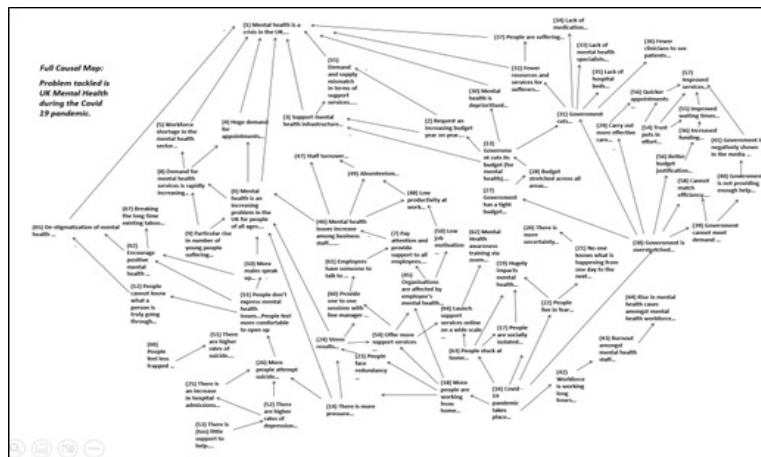 Full Causal Map:
Problem tackled is
UK Mental Health
during the Covid
19 pandemic.
(1) Mental health is a
crisis in the UK....
(35)
Demand and
supply
mismatch in
terms of
support
services.....
(37) People are suffering...
(34) Lack of
medication...
(33) Lack of
mental health
specialists...
(36) Fewer
clinicians to see
patients...
(32) Fewer
resources and
services for
sufferers...
(35) Lack of
hospital
beds...
(57)
Improved
services...
(56) Quicker
appointments
...
(30) Mental
health is
deprioritised...
(31) Government
cuts...
(55) Improved
waiting times...
(5) Workforce
shortage in the
mental health
sector...
(4) Huge demand
for
appointments...
(3) Support mental
health infrastructure...
(2) Request an
increasing budget
year on year...
(29) Carry out
more effective
care...
(54) Trust
puts in
effort...
(36) Increased
funding...
(41) Government is
negatively shown
in the media ...
(13)
Governme
nt cuts its
budget (for
mental
health)...
(47) Staff turnover...
(49) Absenteeism...
(28) Budget
stretched across all
areas...
(56) Better
budget
justification...
(8) Demand for
mental health
services is rapidly
increasing...
(6) Mental
health is an
increasing
problem in the
UK for people
of all ages...
(48) Low
productivity at
work...
(27)
Government
has a tight budget...
(58) Cannot
match
efficiency...
(40) Government
is not providing
enough help...
(67) Breaking
the long time
existing taboo...
(65) De-stigmatization of mental
health ...
(9) Particular rise
in number of
young people
suffering...
(46) Mental health
issues increase
among business
staff.....
(7) Pay
attention and
provide
support to all
employees...
(50) Low
job
motivation
...
(62) Mental
Health
awareness
training via
zoom...
(26) There is
more
uncertainty...
(39) Government
cannot meet
demand ...
(62)
Encourage
positive
mental
health ...
(50) More
males speak
up...
(61) Employees
have someone
to talk to ...
(19) Hugely
impacts
mental
health...
(21) No one
knows what is
happening from
one day to the
next...
(38) Government is
overstretched...
(52) People
cannot know
what a
person is
truly going
through...
(51) People don't
express mental
health
issues...People feel
more comfortable
to open up
(60) Provide
one to one
sessions with
line manager
...
(45)
Organisations
are affected by
employee's
mental health...
(64) Launch
support
services online
on a wide scale
...
(22) People
live in fear...
(44) Rise in mental
health cases
amongst mental
health workforce...
(51) There
are higher
rates of
suicide...
(24) Stress
results...
(59) Offer more
support services
...
(17) People
are socially
isolated...
(43) Burnout
amongst mental
health staff...
People
feel less
trapped ...
(26) More
people attempt
suicide...
(23) People
face
redundancy
...
(63) People stuck at
home...
(42)
Workforce is
working long
hours...
(25) There is
an increase
in hospital
admissions...
(52) There
are higher
rates of
depression...
(14) There is more
pressure...
(18) More
people are
working
from
home...
(16) Covid
19
pandemic
takes
place...
(53) There is
(too) little
support to
help....